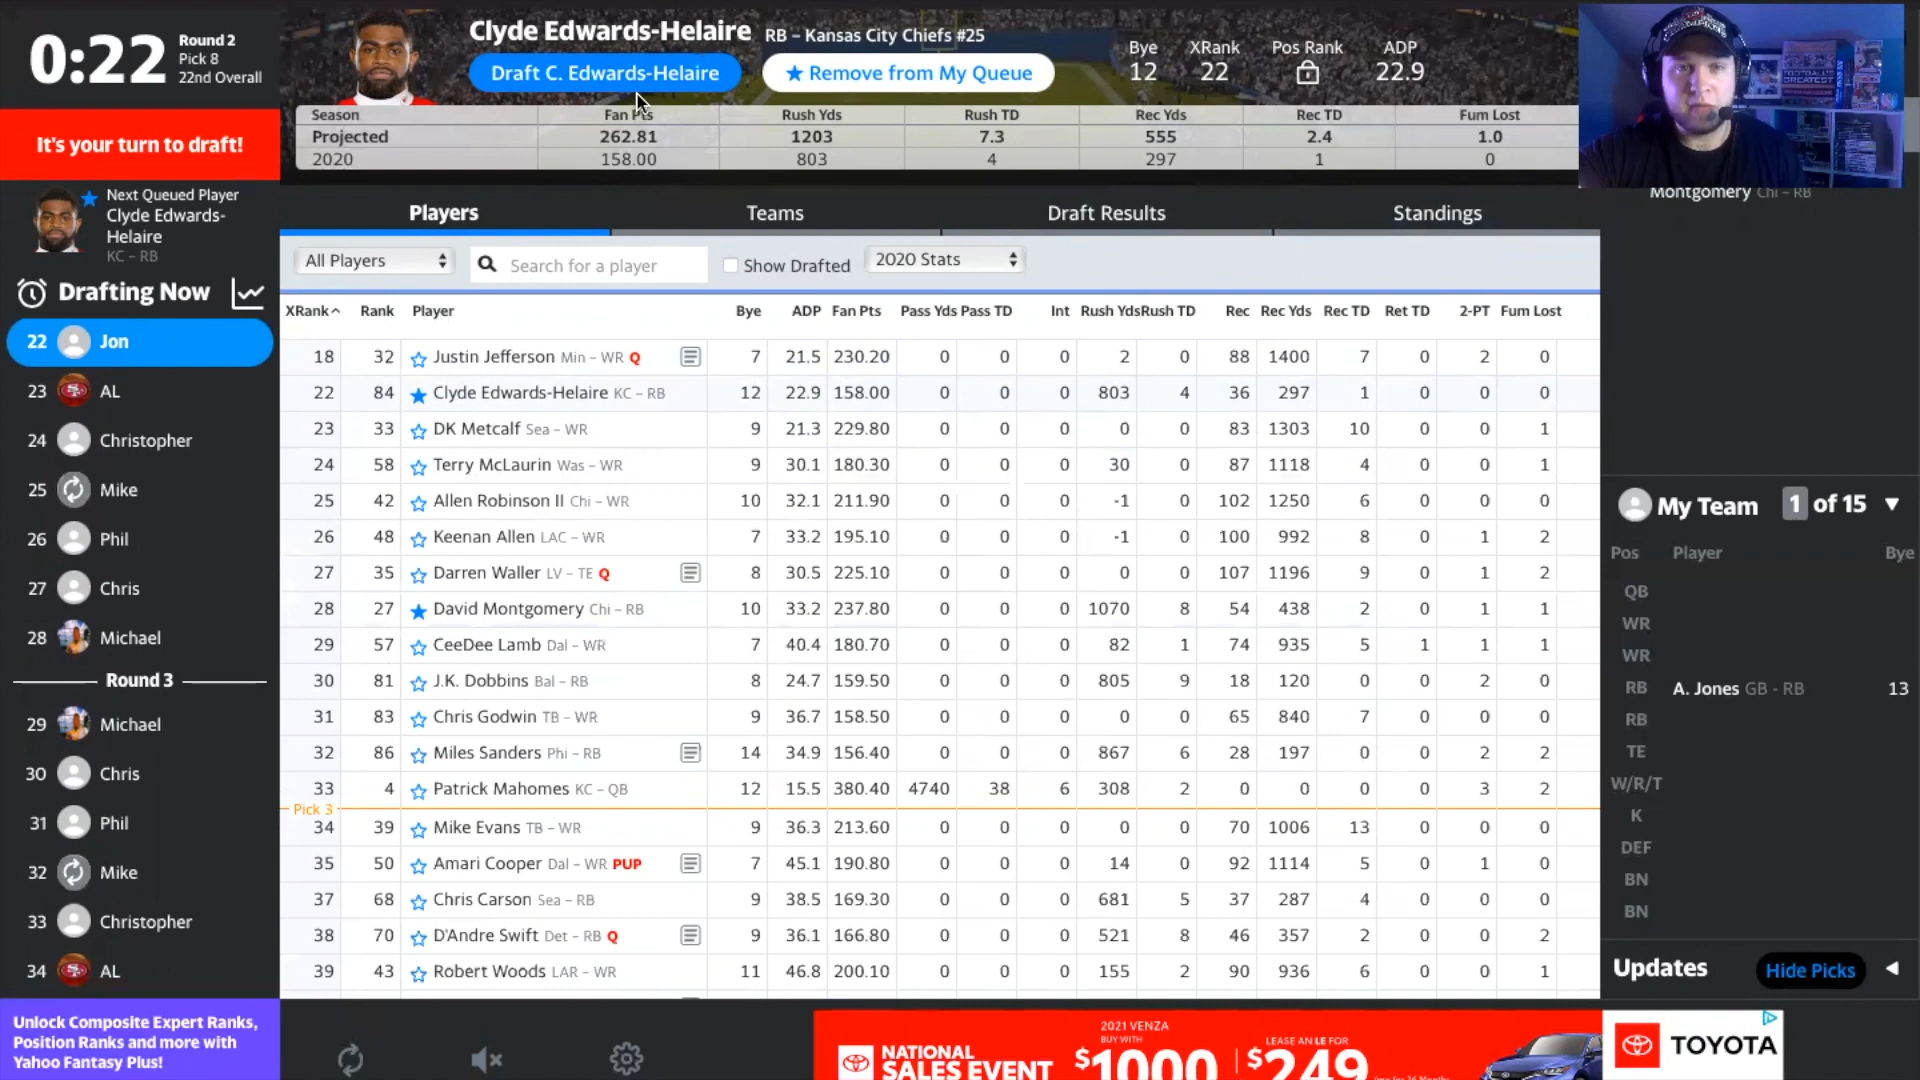 0:22
Round 2
Pick 8
22nd Overall
It's your turn to draft!
Next Queued Player
Clyde Edwards-
Helaire
KC – RB
Drafting Now
22 Jon
23 AL
24 Christopher
25 Mike
26 Phil
27 Chris
28 Michael
Round 3
29 Michael
30 Chris
31 Phil
32 Mike
33 Christopher
34 AL
Unlock Composite Expert Ranks,
Position Ranks and more with
Yahoo Fantasy Plus!
Clyde Edwards-Helaire RB – Kansas City Chiefs #25
Draft C. Edwards-Helaire
Remove from My Queue
Bye XRank Pos Rank ADP
12 22 22.9
Season Fan Pts Rush Yds Rush TD Rec Yds Rec TD Fum Lost
Projected 262.81 1203 7.3 555 2.4 1.0
2020 158.00 803 4 297 1 0
Players Teams Draft Results Standings
All Players Search for a player Show Drafted 2020 Stats
XRank Rank Player Bye ADP Fan Pts Pass Yds Pass TD Int Rush Yds Rush TD Rec Rec Yds Rec TD Ret TD 2-PT Fum Lost
18 32 Justin Jefferson Min – WR Q 7 21.5 230.20 0 0 0 2 0 88 1400 7 0 2 0
22 84 Clyde Edwards-Helaire KC – RB 12 22.9 158.00 0 0 0 803 4 36 297 1 0 0 0
23 33 DK Metcalf Sea – WR 9 21.3 229.80 0 0 0 0 0 83 1303 10 0 0 1
24 58 Terry McLaurin Was – WR 9 30.1 180.30 0 0 0 30 0 87 1118 4 0 0 1
25 42 Allen Robinson II Chi – WR 10 32.1 211.90 0 0 0 -1 0 102 1250 6 0 0 0
26 48 Keenan Allen LAC – WR 7 33.2 195.10 0 0 0 -1 0 100 992 8 0 1 2
27 35 Darren Waller LV – TE Q 8 30.5 225.10 0 0 0 0 0 107 1196 9 0 1 2
28 27 David Montgomery Chi – RB 10 33.2 237.80 0 0 0 1070 8 54 438 2 0 1 1
29 57 CeeDee Lamb Dal – WR 7 40.4 180.70 0 0 0 82 1 74 935 5 1 1 1
30 81 J.K. Dobbins Bal – RB 8 24.7 159.50 0 0 0 805 9 18 120 0 0 2 0
31 83 Chris Godwin TB – WR 9 36.7 158.50 0 0 0 0 0 65 840 7 0 0 0
32 86 Miles Sanders Phi – RB 14 34.9 156.40 0 0 0 867 6 28 197 0 0 2 2
33 4 Patrick Mahomes KC – QB 12 15.5 380.40 4740 38 6 308 2 0 0 0 0 3 2
Pick 3
34 39 Mike Evans TB – WR 9 36.3 213.60 0 0 0 0 0 70 1006 13 0 0 0
35 50 Amari Cooper Dal – WR PUP 7 45.1 190.80 0 0 0 14 0 92 1114 5 0 1 0
37 68 Chris Carson Sea – RB 9 38.5 169.30 0 0 0 681 5 37 287 4 0 0 0
38 70 D'Andre Swift Det – RB Q 9 36.1 166.80 0 0 0 521 8 46 357 2 0 0 2
39 43 Robert Woods LAR – WR 11 46.8 200.10 0 0 0 155 2 90 936 6 0 0 1
Montgomery Chi – RB
My Team 1 of 15
Pos Player Bye
QB
WR
WR
RB A. Jones GB - RB 13
RB
TE
W/R/T
K
DEF
BN
BN
Updates Hide Picks
NATIONAL
SALES EVENT
2021 VENZA
BUY WITH
$1000
LEASE AN LE FOR
$249
TOYOTA